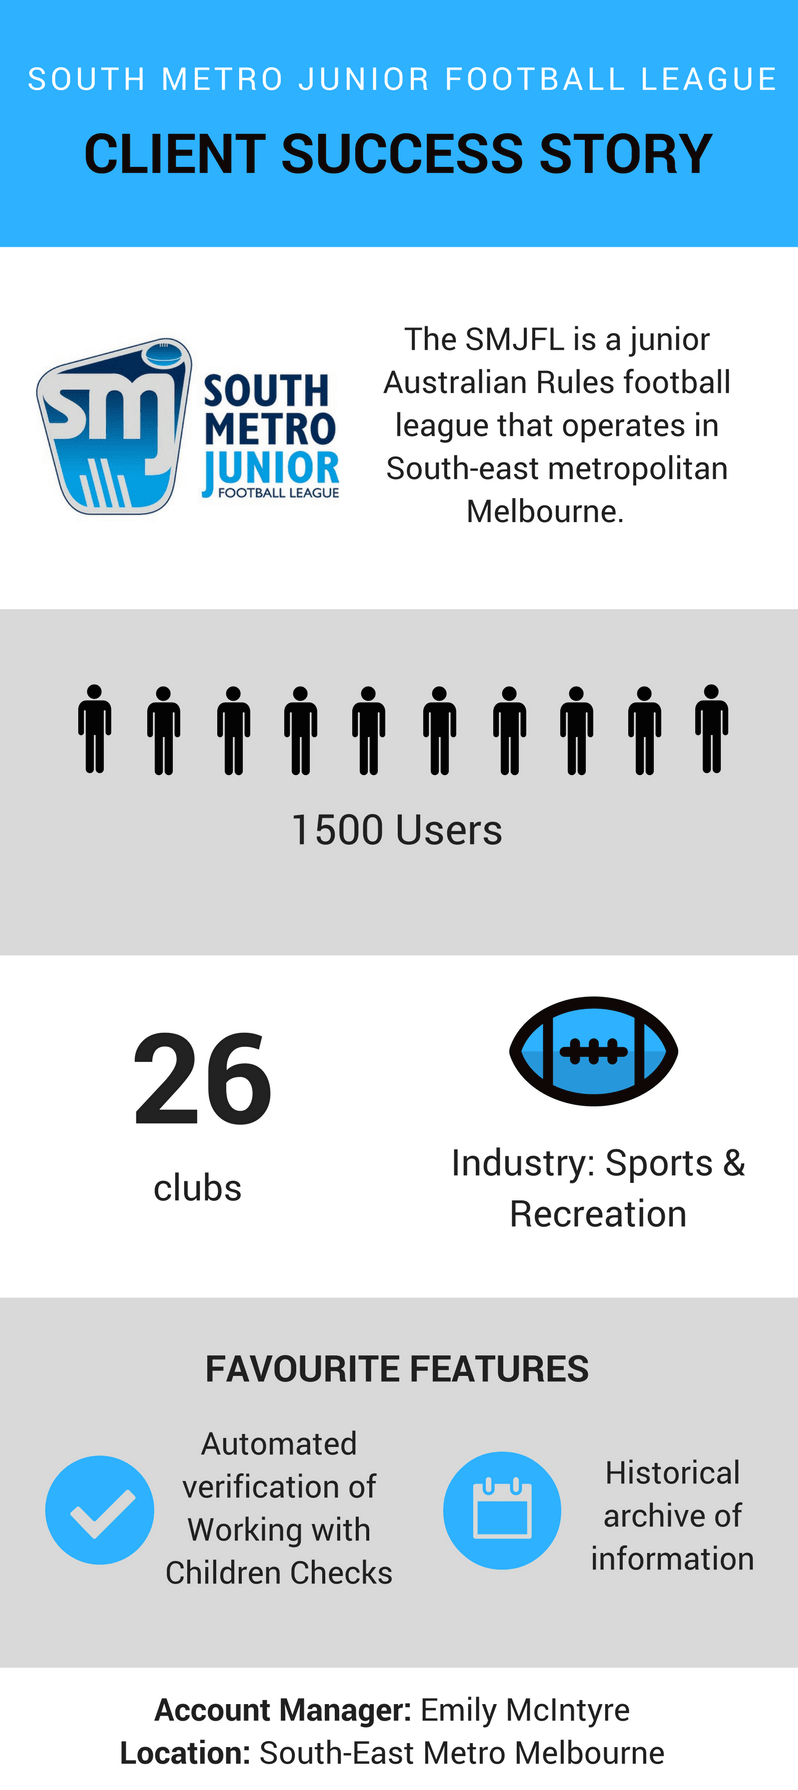 SOUTH METRO JUNIOR FOOTBALL LEAGUE
CLIENT SUCCESS STORY
smj
SOUTH
METRO
JUNIOR
FOOTBALL LEAGUE
The SMJFL is a junior
Australian Rules football
league that operates in
South-east metropolitan
Melbourne.
1500 Users
26
clubs
Industry: Sports &
Recreation
FAVOURITE FEATURES
Automated
verification of
Working with
Children Checks
Historical
archive of
information
Account Manager: Emily McIntyre
Location: South-East Metro Melbourne